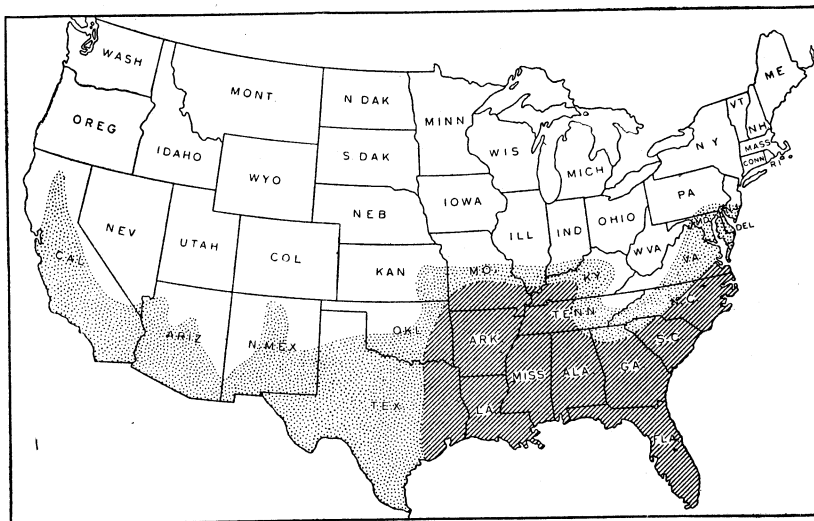 WASH
MONT
N DAK
MINN
ME
VT
NH
OREG
IDAHO
S. DAK
WIS
MICH
N Y
MASS
CONN
R I
WYO
IOWA
PA
NEB
NEV
UTAH
COL
ILL
IND
OHIO
N.J.
MD.
DEL
W VA
VA
CAL
KAN
MO.
KY
ARIZ
N. MEX
OKL
ARK
TENN
N.C.
S.C.
TEX
LA
MISS
ALA
GA
FLA